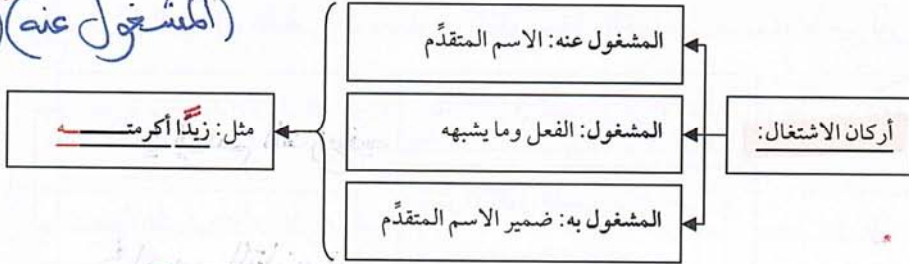 (المشغول عنه)
أركان الاشتغال:
المشغول عنه: الاسم المتقدَّم
المشغول: الفعل وما يشبهه
المشغول به: ضمير الاسم المتقدَّم
مثل: زيدًا أكرمتـــــه